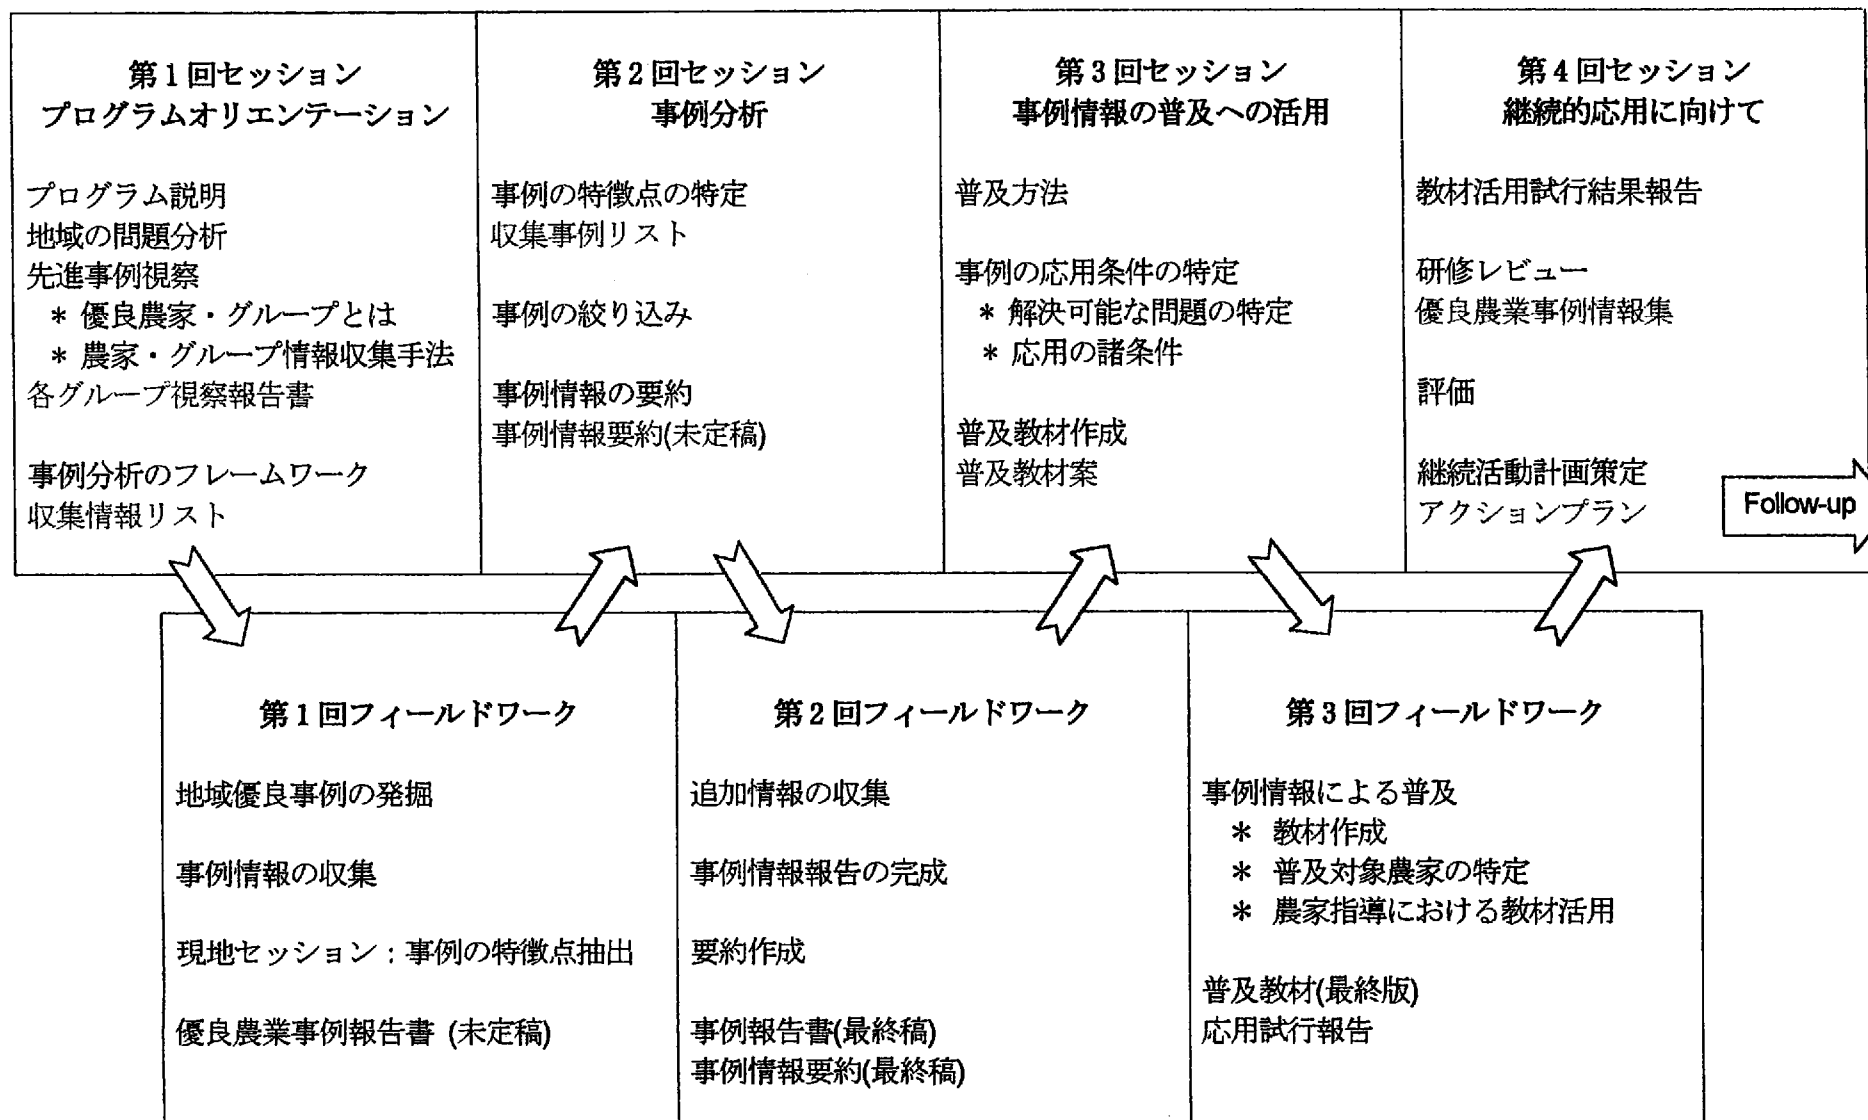 第1回セッション
プログラムオリエンテーション
プログラム説明
地域の問題分析
先進事例視察
* 優良農家・グループとは
* 農家・グループ情報収集手法
各グループ視察報告書
事例分析のフレームワーク
収集情報リスト
第2回セッション
事例分析
事例の特徴点の特定
収集事例リスト
事例の絞り込み
事例情報の要約
事例情報要約(未定稿)
第3回セッション
事例情報の普及への活用
普及方法
事例の応用条件の特定
* 解決可能な問題の特定
* 応用の諸条件
普及教材作成
普及教材案
第4回セッション
継続的応用に向けて
教材活用試行結果報告
研修レビュー
優良農業事例情報集
評価
継続活動計画策定
アクションプラン
Follow-up
第1回フィールドワーク
地域優良事例の発掘
事例情報の収集
現地セッション:事例の特徴点抽出
優良農業事例報告書 (未定稿)
第2回フィールドワーク
追加情報の収集
事例情報報告の完成
要約作成
事例報告書(最終稿)
事例情報要約(最終稿)
第3回フィールドワーク
事例情報による普及
* 教材作成
* 普及対象農家の特定
* 農家指導における教材活用
普及教材(最終版)
応用試行報告